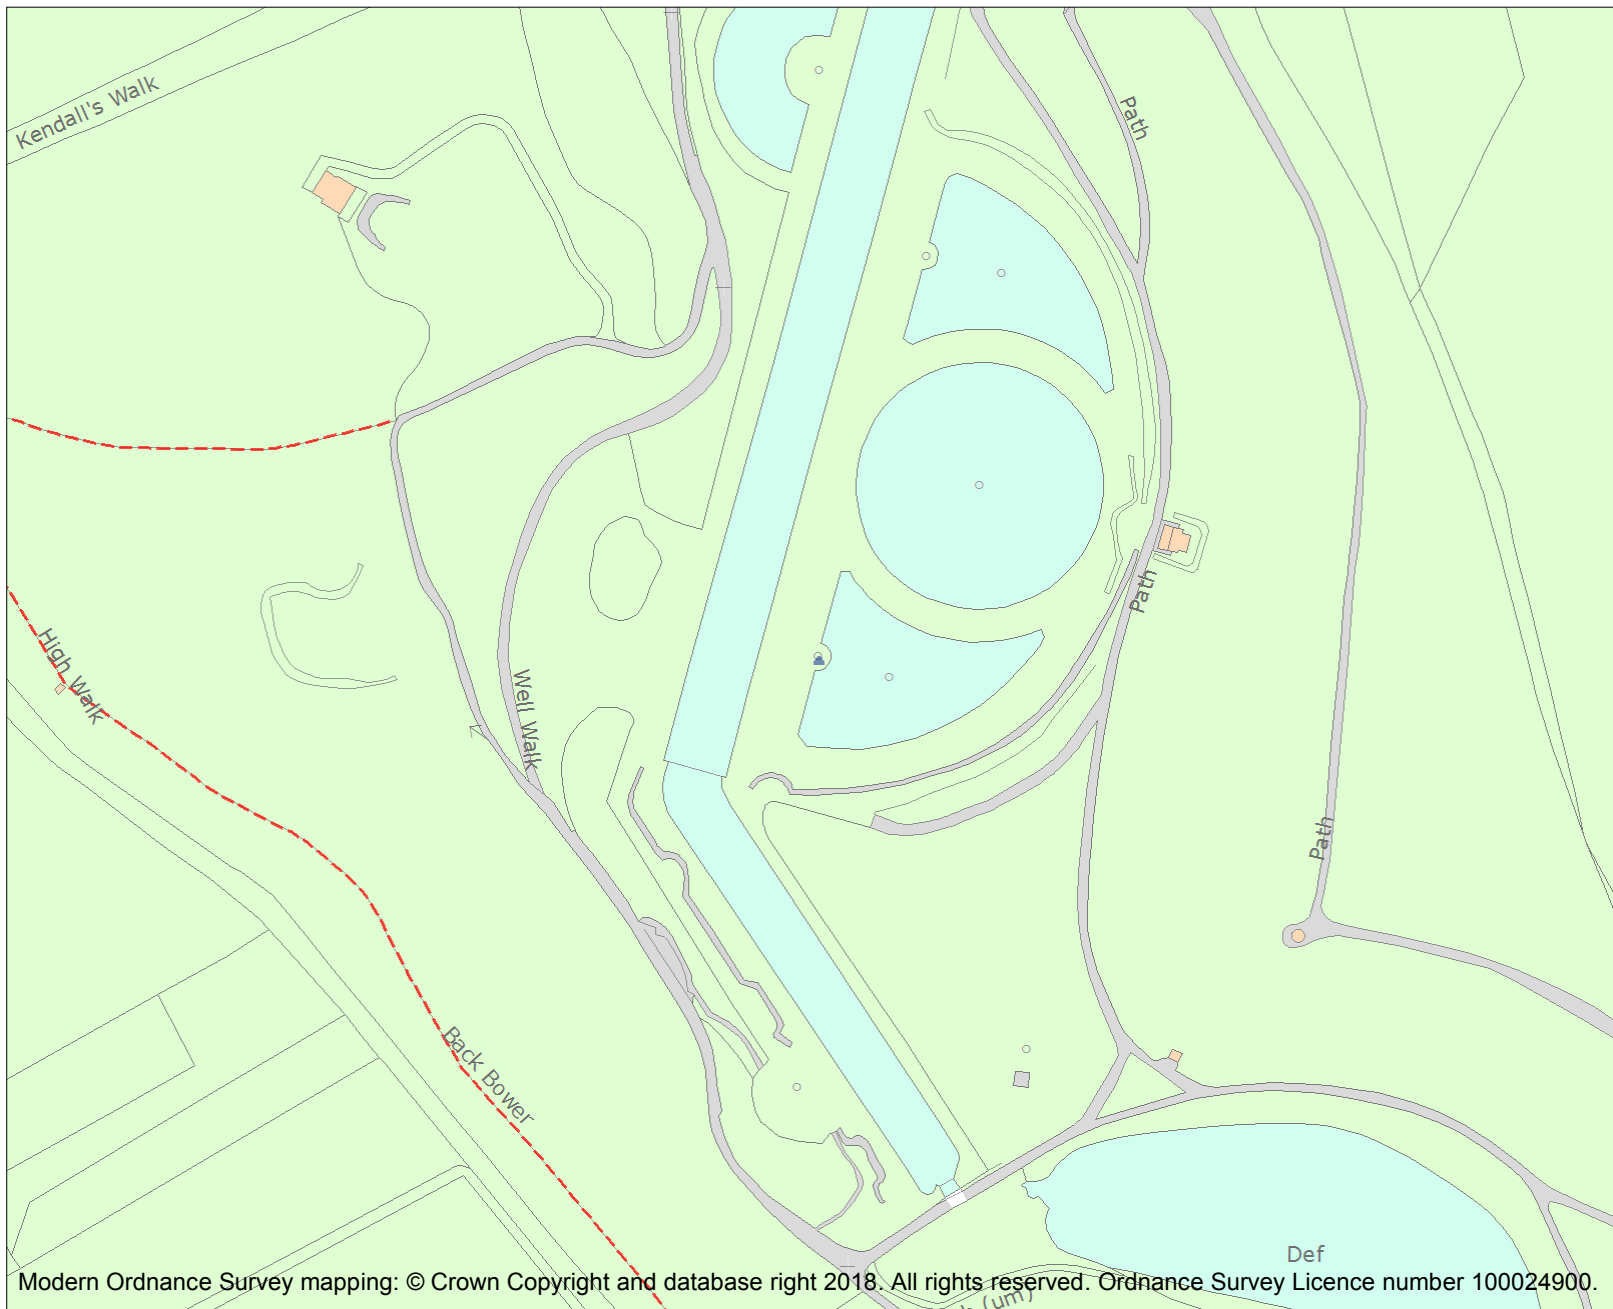 Kendall's Walk
Path
Path
High Walk
Well Walk
Path
Back Bower
Def
(um)
Modern Ordnance Survey mapping: © Crown Copyright and database right 2018. All rights reserved. Ordnance Survey Licence number 100024900.